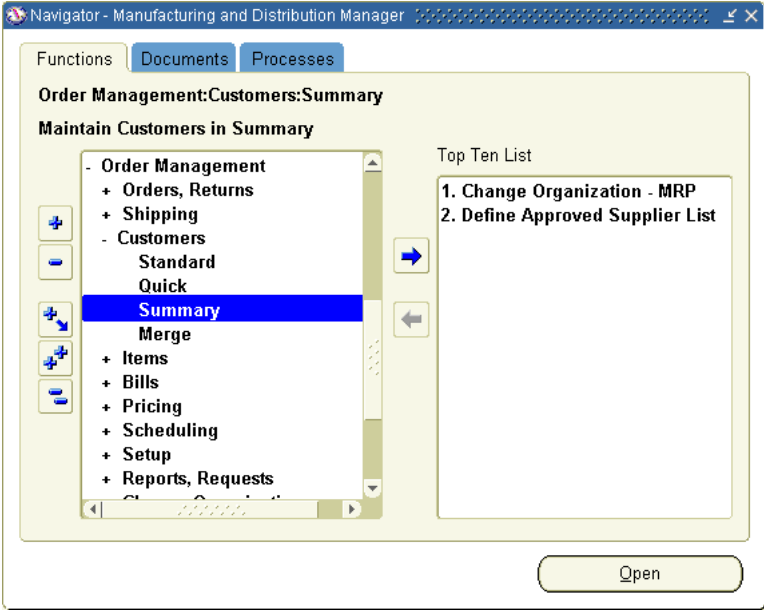 Navigator - Manufacturing and Distribution Manager
Functions
Documents
Processes
Order Management:Customers:Summary
Maintain Customers in Summary
Top Ten List
- Order Management
+ Orders, Returns
+ Shipping
- Customers
Standard
Quick
Summary
Merge
+ Items
+ Bills
+ Pricing
+ Scheduling
+ Setup
+ Reports, Requests
1. Change Organization - MRP
2. Define Approved Supplier List
Open